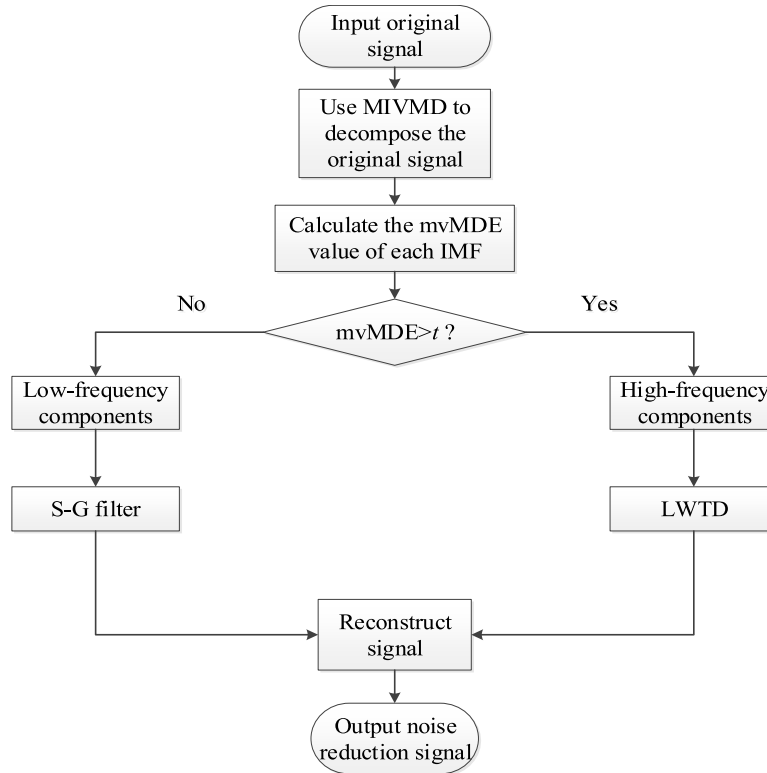 Input original
signal
Use MIVMD to
decompose the
original signal
Calculate the mvMDE
value of each IMF
No
Yes
mvMDE>t ?
Low-frequency
components
High-frequency
components
S-G filter
LWTD
Reconstruct
signal
Output noise
reduction signal